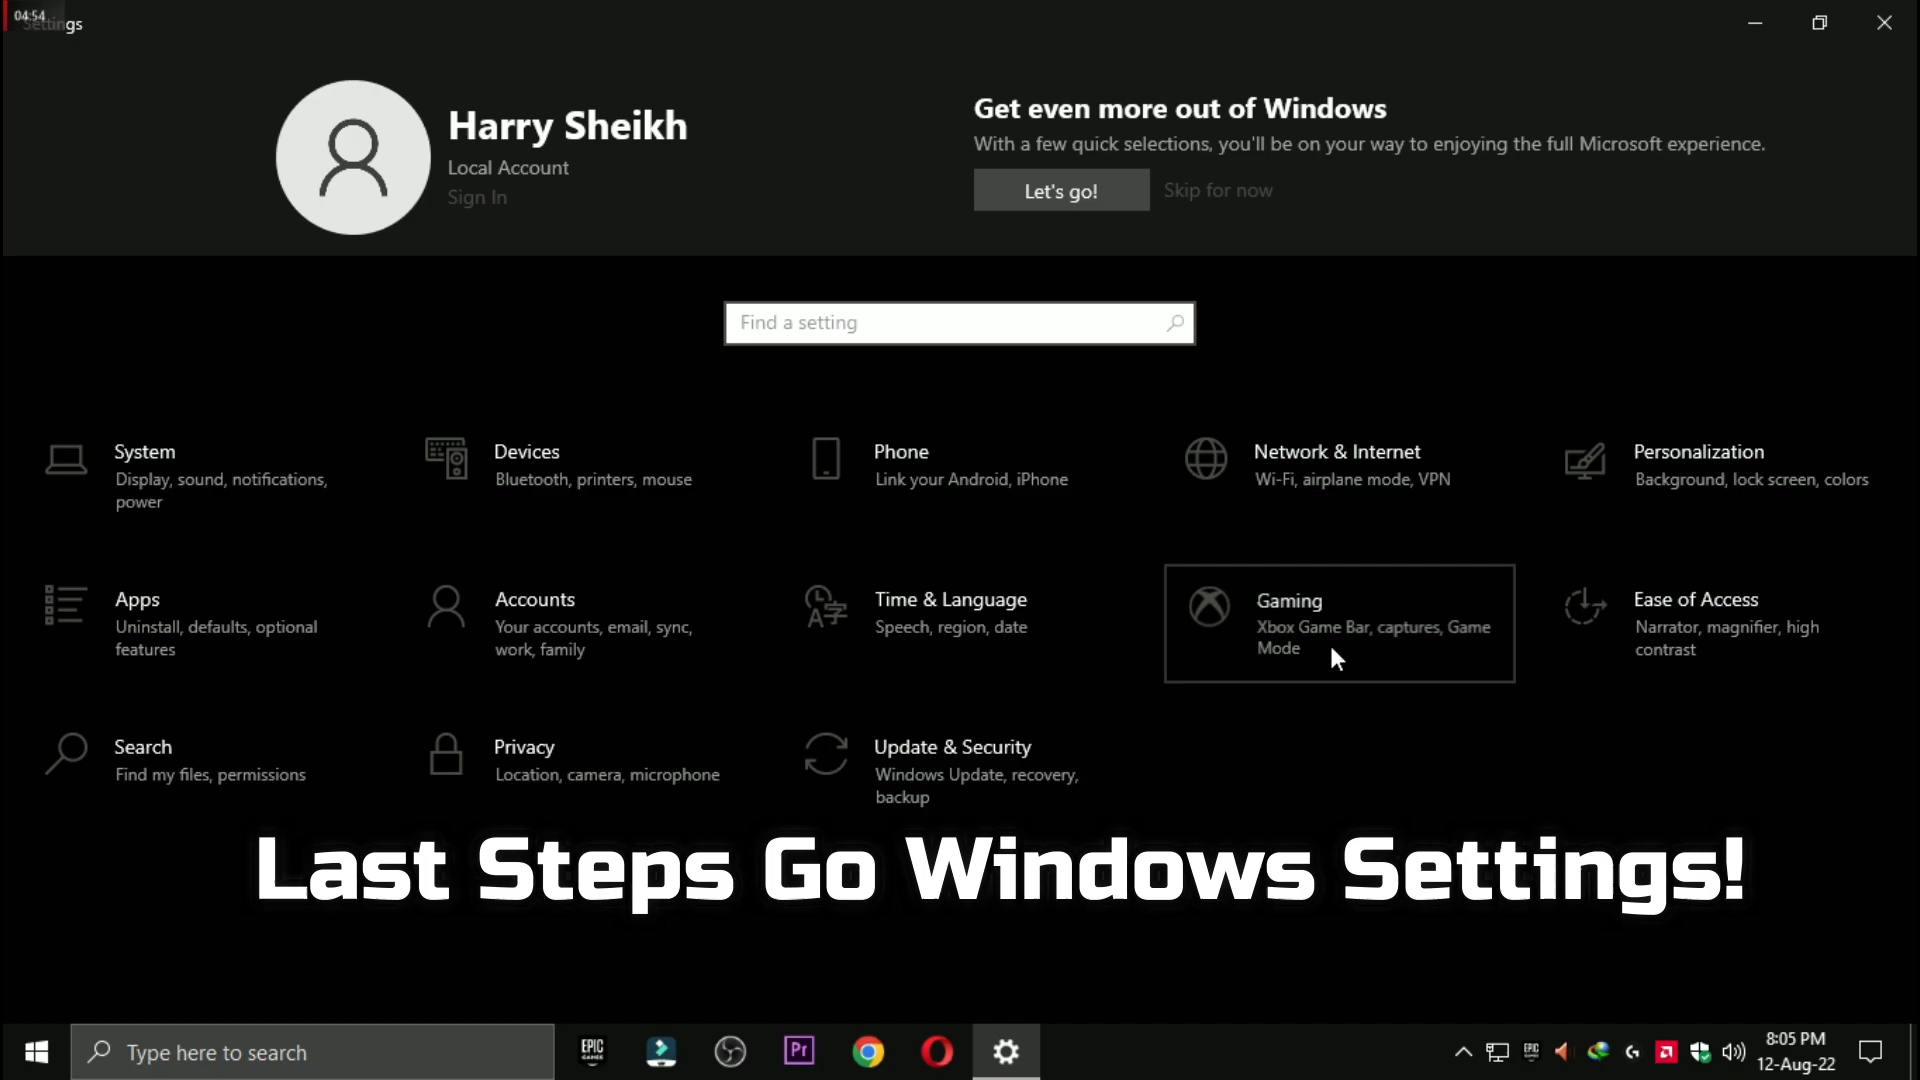 04:54
Settings
Harry Sheikh
Local Account
Sign In
Get even more out of Windows
With a few quick selections, you'll be on your way to enjoying the full Microsoft experience.
Let's go!
Skip for now
Find a setting
System
Display, sound, notifications,
power
Devices
Bluetooth, printers, mouse
Phone
Link your Android, iPhone
Network & Internet
Wi-Fi, airplane mode, VPN
Personalization
Background, lock screen, colors
Apps
Uninstall, defaults, optional
features
Accounts
Your accounts, email, sync,
work, family
Time & Language
Speech, region, date
Gaming
Xbox Game Bar, captures, Game
Mode
Ease of Access
Narrator, magnifier, high
contrast
Search
Find my files, permissions
Privacy
Location, camera, microphone
Update & Security
Windows Update, recovery,
backup
Last Steps Go Windows Settings!
Type here to search
EPIC
GAMES
Pr
EPIC
8:05 PM
12-Aug-22